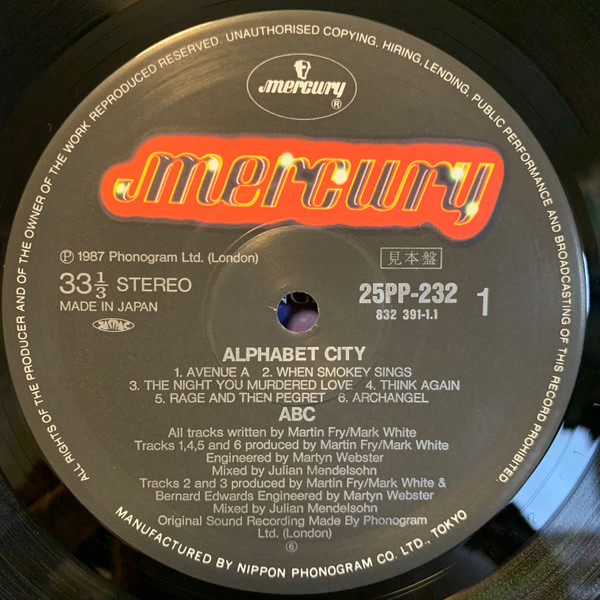 ALL RIGHTS OF THE PRODUCER AND OF THE OWNER OF THE WORK REPRODUCED RESERVED. UNAUTHORISED COPYING, HIRING, LENDING, PUBLIC PERFORMANCE AND BROADCASTING OF THIS RECORD PROHIBITED
mercury
®
mercury
Ⓟ 1987 Phonogram Ltd. (London)
見本盤
33 1/3 STEREO
25PP-232 1
MADE IN JAPAN
832 391-1.1
ALPHABET CITY
1. AVENUE A 2. WHEN SMOKEY SINGS
3. THE NIGHT YOU MURDERED LOVE 4. THINK AGAIN
5. RAGE AND THEN PEGRET 6. ARCHANGEL
ABC
All tracks written by Martin Fry/Mark White
Tracks 1,4,5 and 6 produced by Martin Fry/Mark White
Engineered by Martyn Webster
Mixed by Julian Mendelsohn
Tracks 2 and 3 produced by Martin Fry/Mark White &
Bernard Edwards Engineered by Martyn Webster
Mixed by Julian Mendelsohn
Original Sound Recording Made By Phonogram
Ltd. (London)
⑥
MANUFACTURED BY NIPPON PHONOGRAM CO. LTD., TOKYO